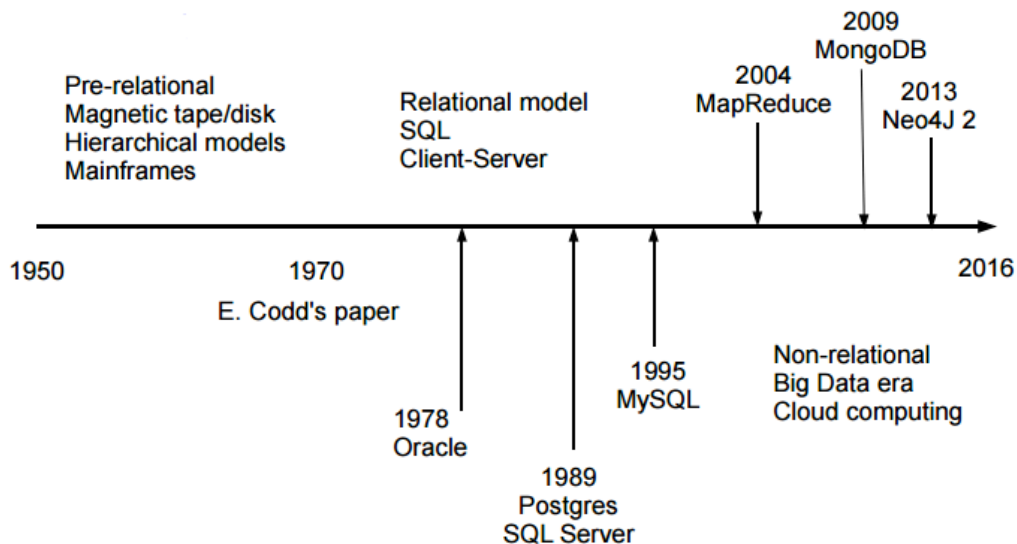 Pre-relational
Magnetic tape/disk
Hierarchical models
Mainframes
Relational model
SQL
Client-Server
2004
MapReduce
2009
MongoDB
2013
Neo4J 2
1950
1970
2016
E. Codd's paper
1978
Oracle
1989
Postgres
SQL Server
1995
MySQL
Non-relational
Big Data era
Cloud computing